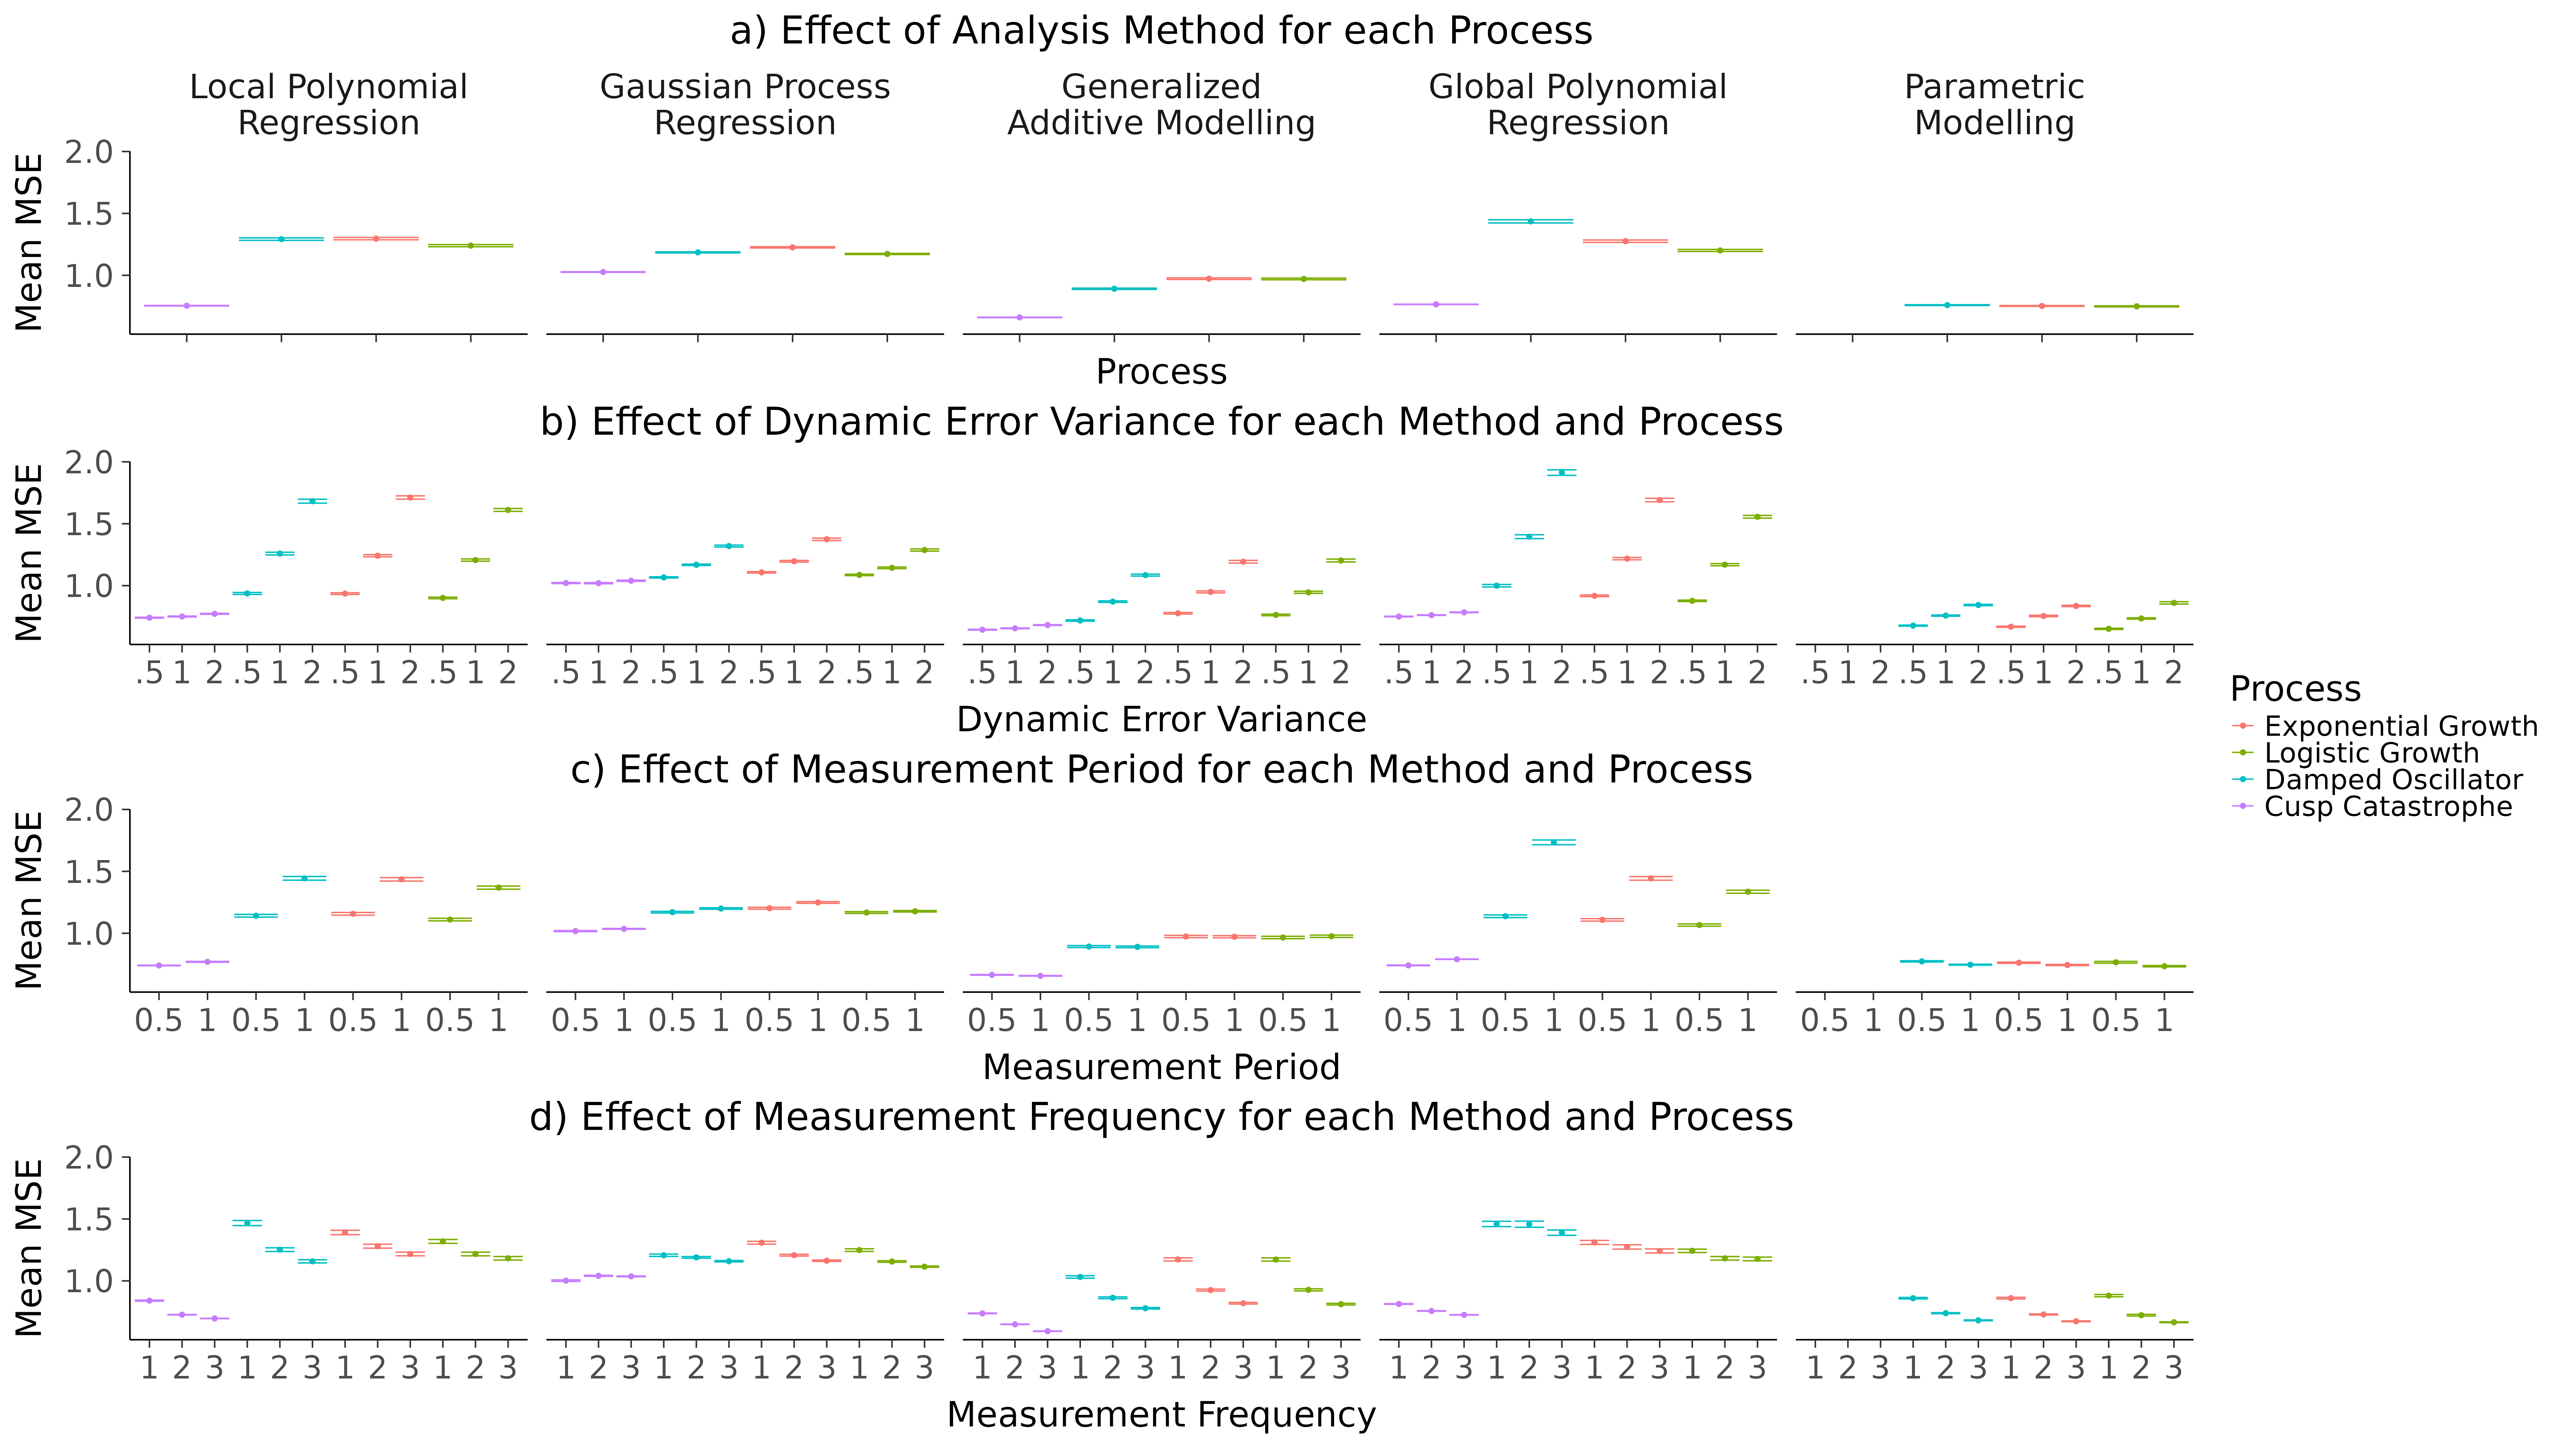 a) Effect of Analysis Method for each Process
Local Polynomial Regression
Gaussian Process Regression
Generalized Additive Modelling
Global Polynomial Regression
Parametric Modelling
Mean MSE
2.0
1.5
1.0
Process
b) Effect of Dynamic Error Variance for each Method and Process
Mean MSE
2.0
1.5
1.0
.5 1 2 .5 1 2 .5 1 2 .5 1 2
.5 1 2 .5 1 2 .5 1 2 .5 1 2
.5 1 2 .5 1 2 .5 1 2 .5 1 2
.5 1 2 .5 1 2 .5 1 2 .5 1 2
.5 1 2 .5 1 2 .5 1 2 .5 1 2
Dynamic Error Variance
Process
Exponential Growth
Logistic Growth
Damped Oscillator
Cusp Catastrophe
c) Effect of Measurement Period for each Method and Process
Mean MSE
2.0
1.5
1.0
0.5 1 0.5 1 0.5 1 0.5 1
0.5 1 0.5 1 0.5 1 0.5 1
0.5 1 0.5 1 0.5 1 0.5 1
0.5 1 0.5 1 0.5 1 0.5 1
0.5 1 0.5 1 0.5 1 0.5 1
Measurement Period
d) Effect of Measurement Frequency for each Method and Process
Mean MSE
2.0
1.5
1.0
1 2 3 1 2 3 1 2 3 1 2 3
1 2 3 1 2 3 1 2 3 1 2 3
1 2 3 1 2 3 1 2 3 1 2 3
1 2 3 1 2 3 1 2 3 1 2 3
1 2 3 1 2 3 1 2 3 1 2 3
Measurement Frequency